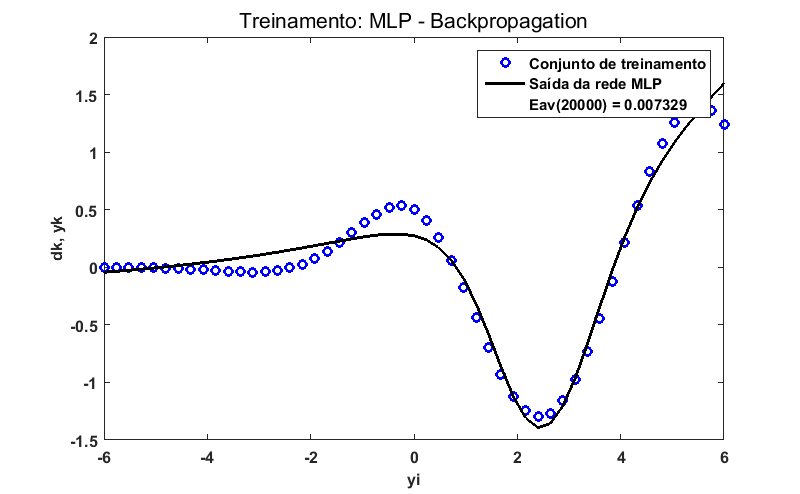 Treinamento: MLP - Backpropagation
Conjunto de treinamento
Saída da rede MLP
Eav(20000) = 0.007329
dk, yk
2
1.5
1
0.5
0
-0.5
-1
-1.5
-6 -4 -2 0 2 4 6
yi